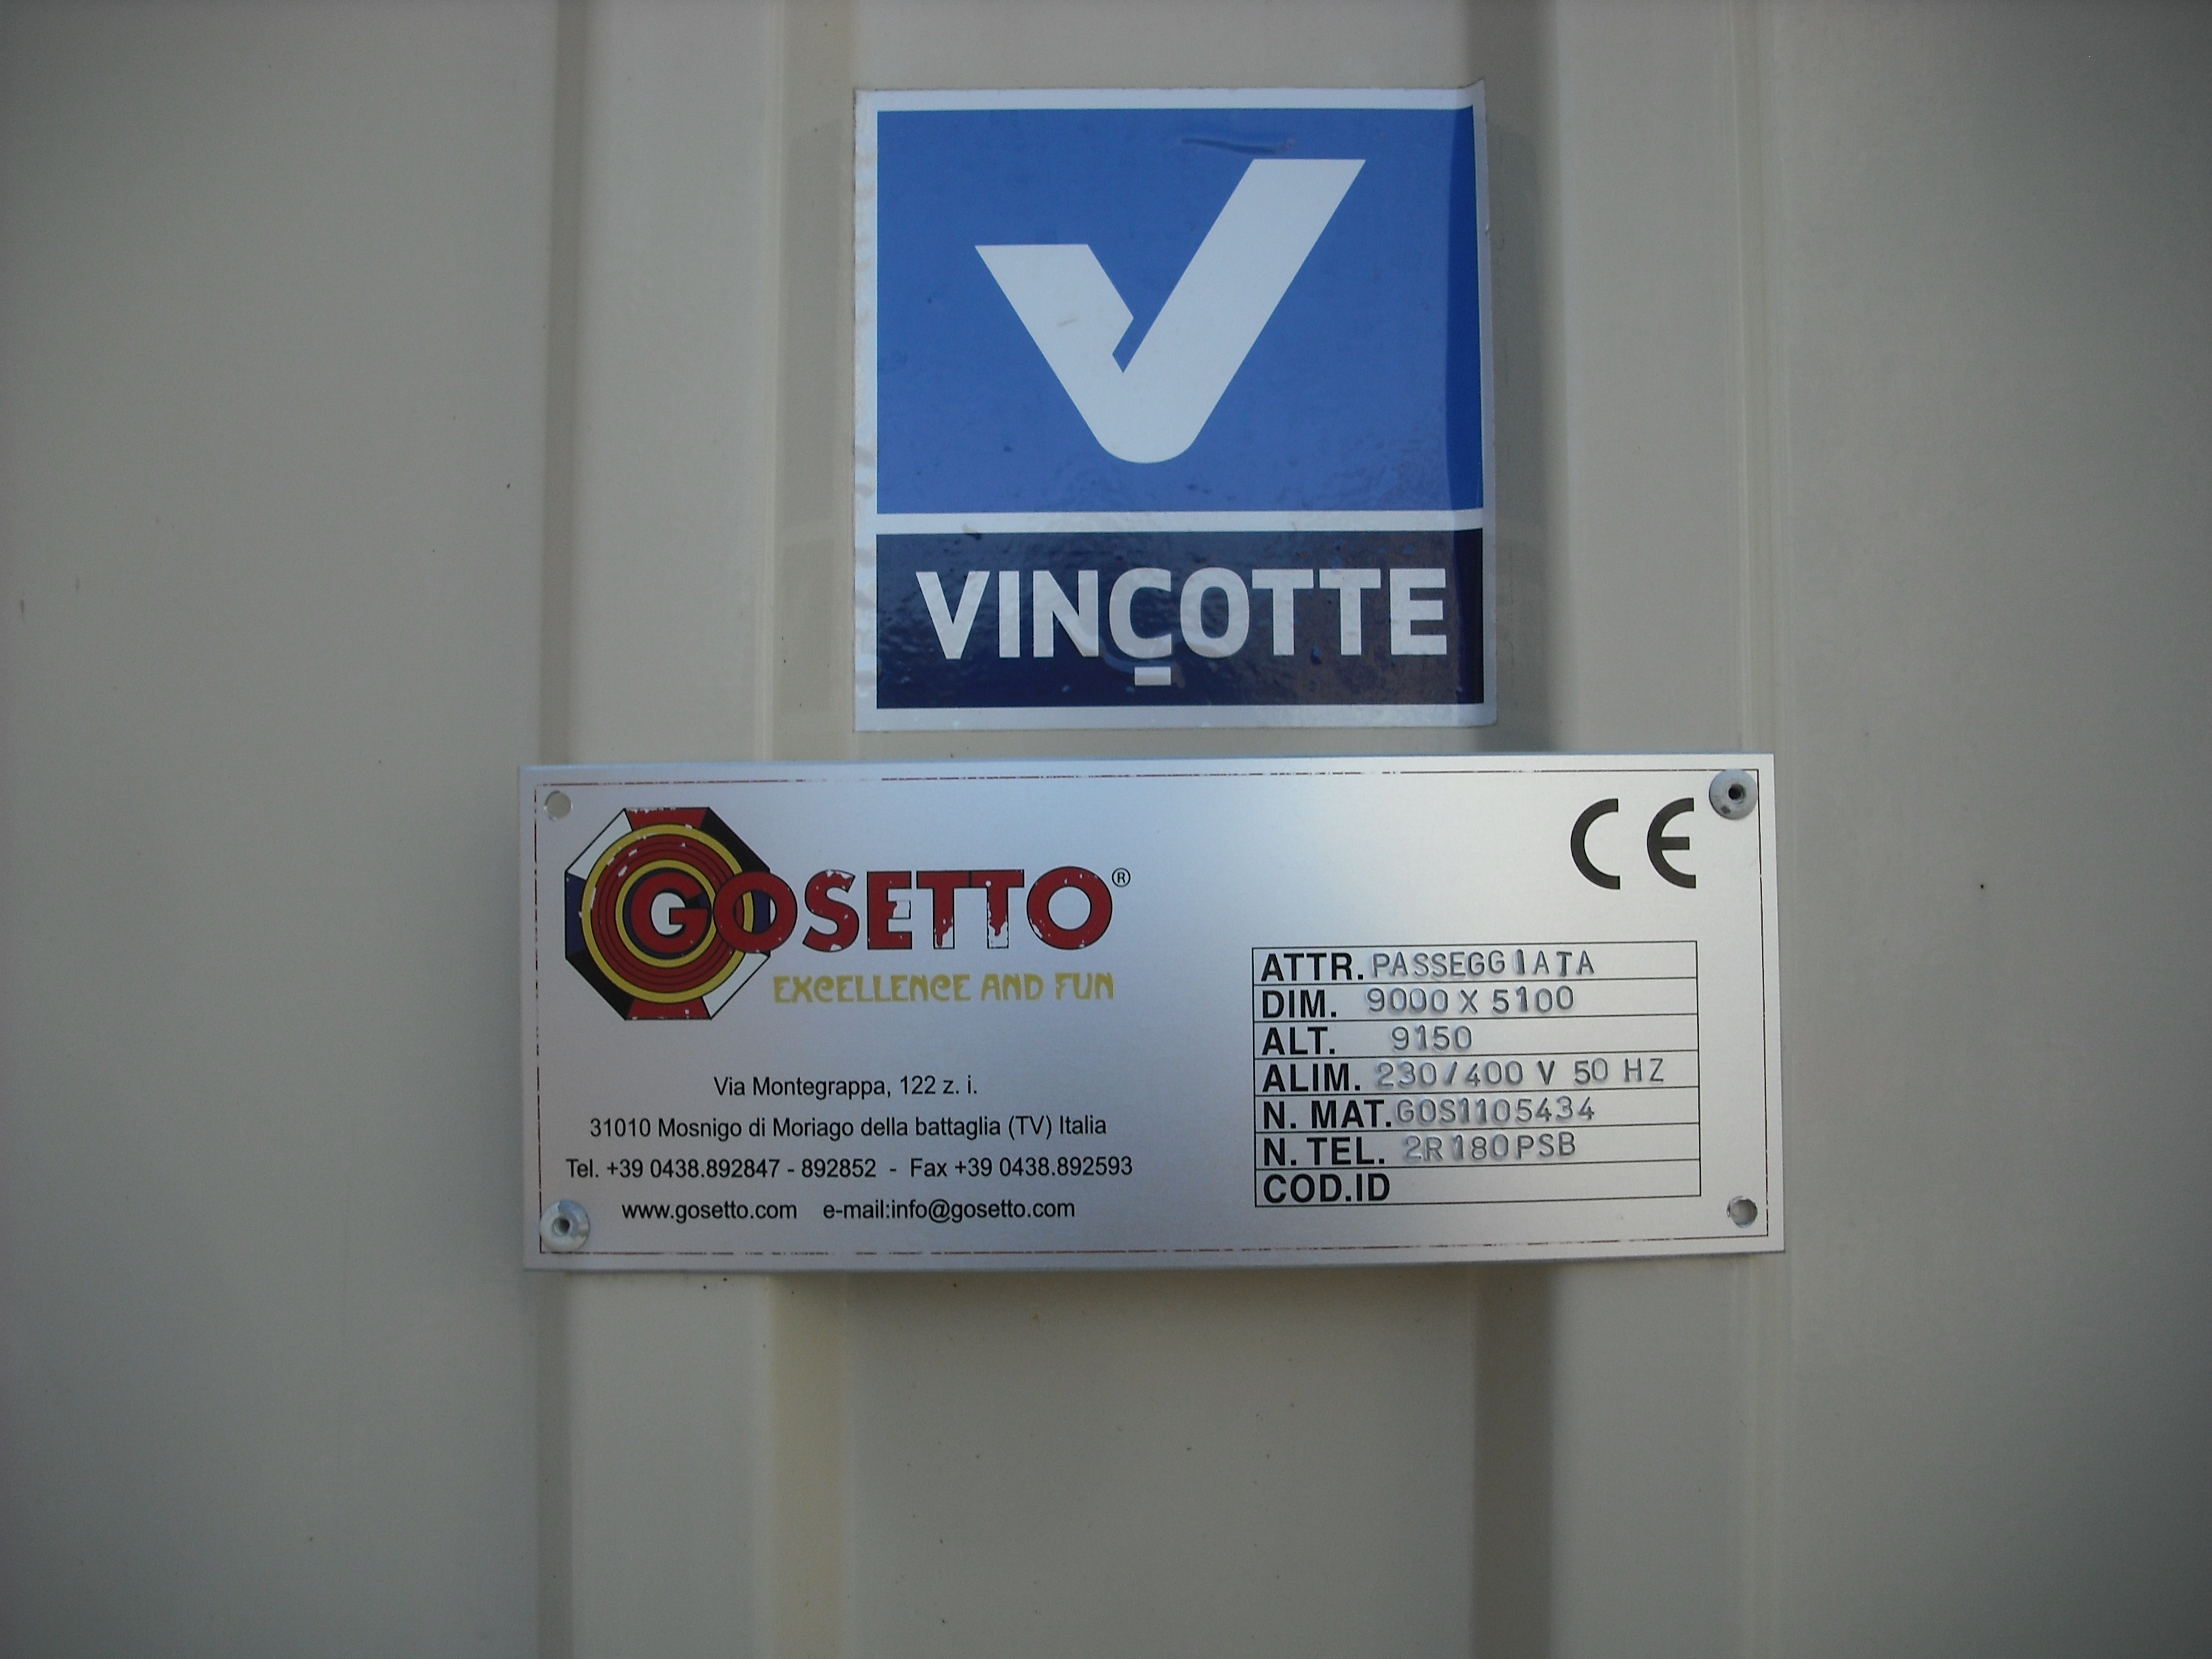 VINÇOTTE
CE
GOSETTO®
EXCELLENCE AND FUN
Via Montegrappa, 122 z. i.
31010 Mosnigo di Moriago della battaglia (TV) Italia
Tel. +39 0438.892847 - 892852 - Fax +39 0438.892593
www.gosetto.com e-mail:info@gosetto.com
ATTR. PASSEGGIATA
DIM. 9000 X 5100
ALT. 9150
ALIM. 230/400 V 50 HZ
N. MAT. GOS1105434
N. TEL. 2R180PSB
COD.ID